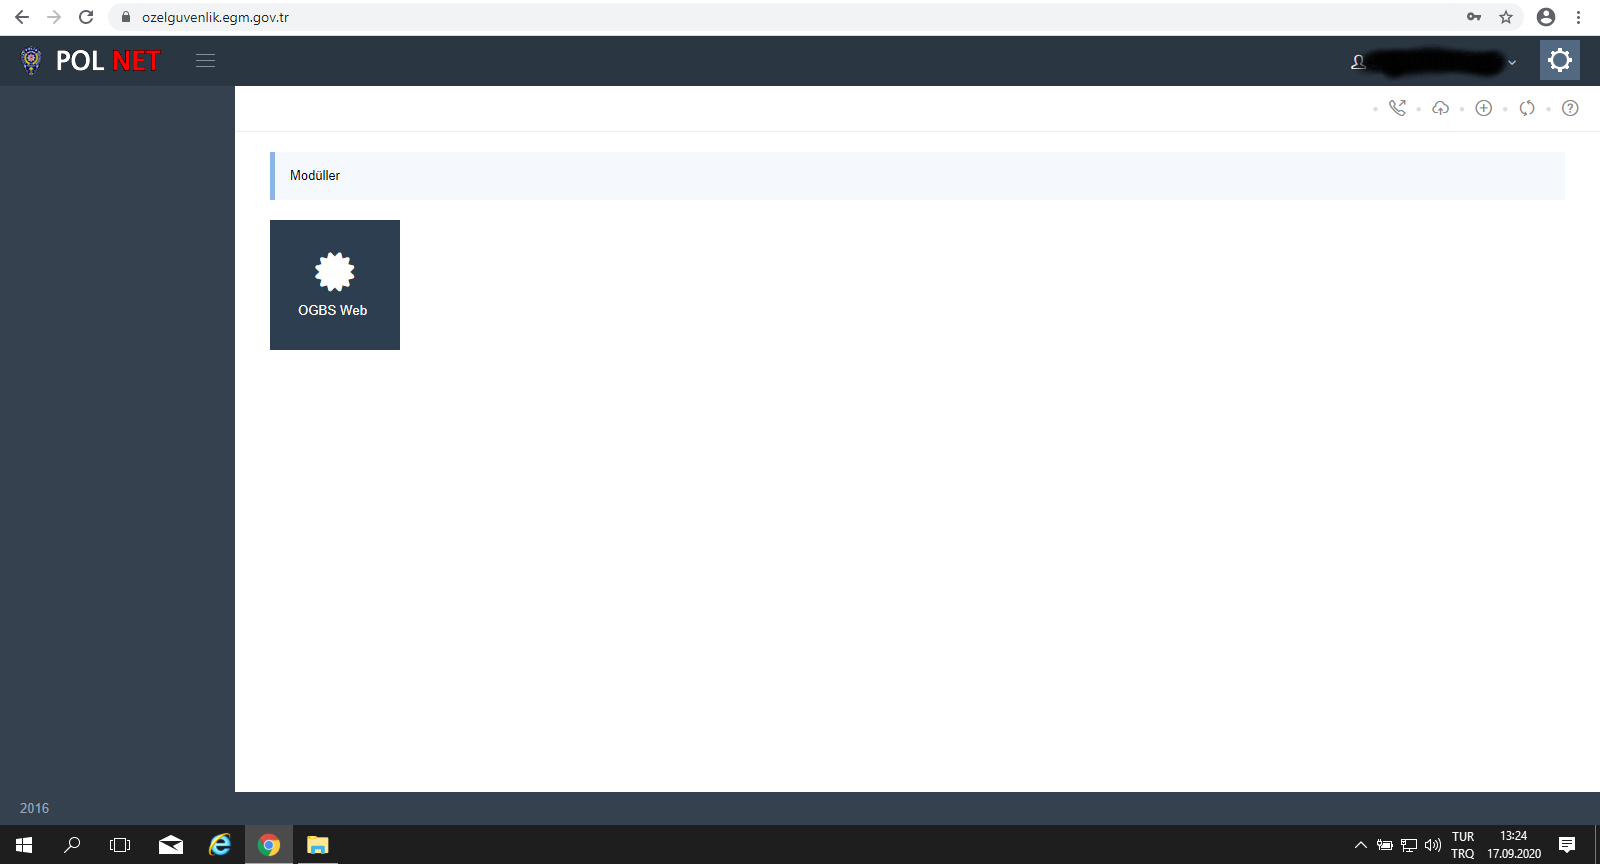 ozelguvenlik.egm.gov.tr
POL NET
Modüller
OGBS Web
2016
TUR
TRQ
13:24
17.09.2020